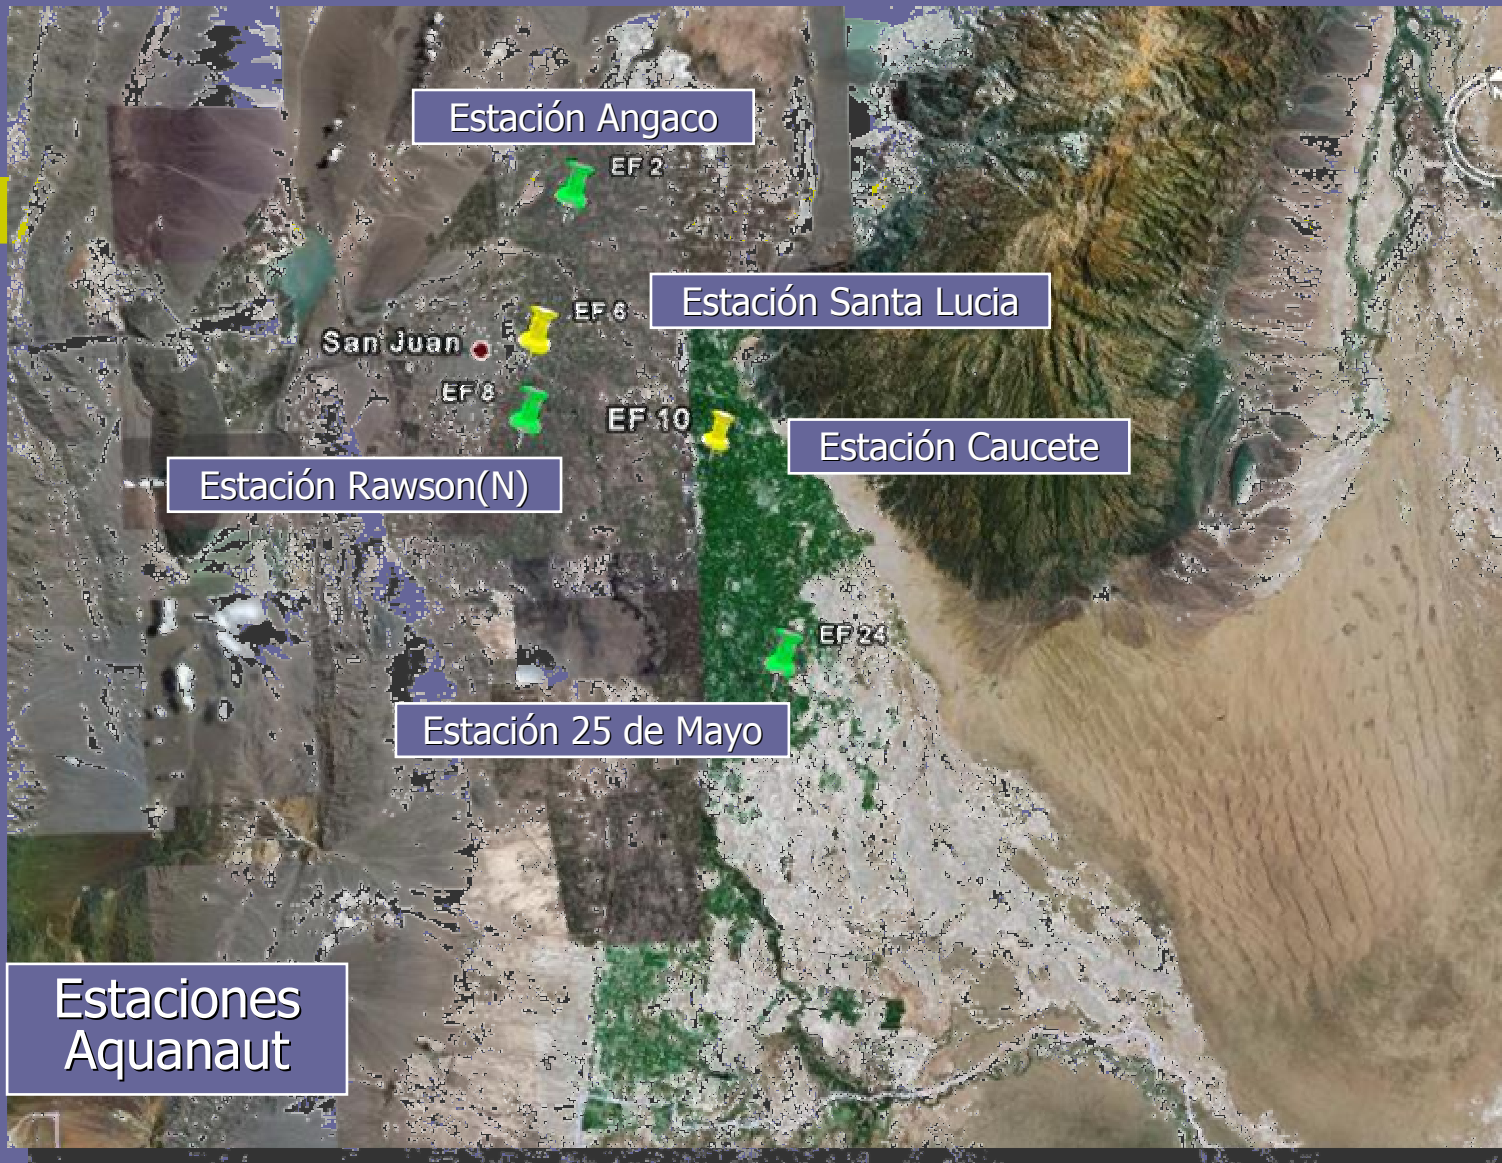 Estación Angaco
EF 2
Estación Santa Lucia
EF 6
San Juan
EF 8
EF 10
Estación Caucete
Estación Rawson(N)
EF 24
Estación 25 de Mayo
Estaciones
Aquanaut